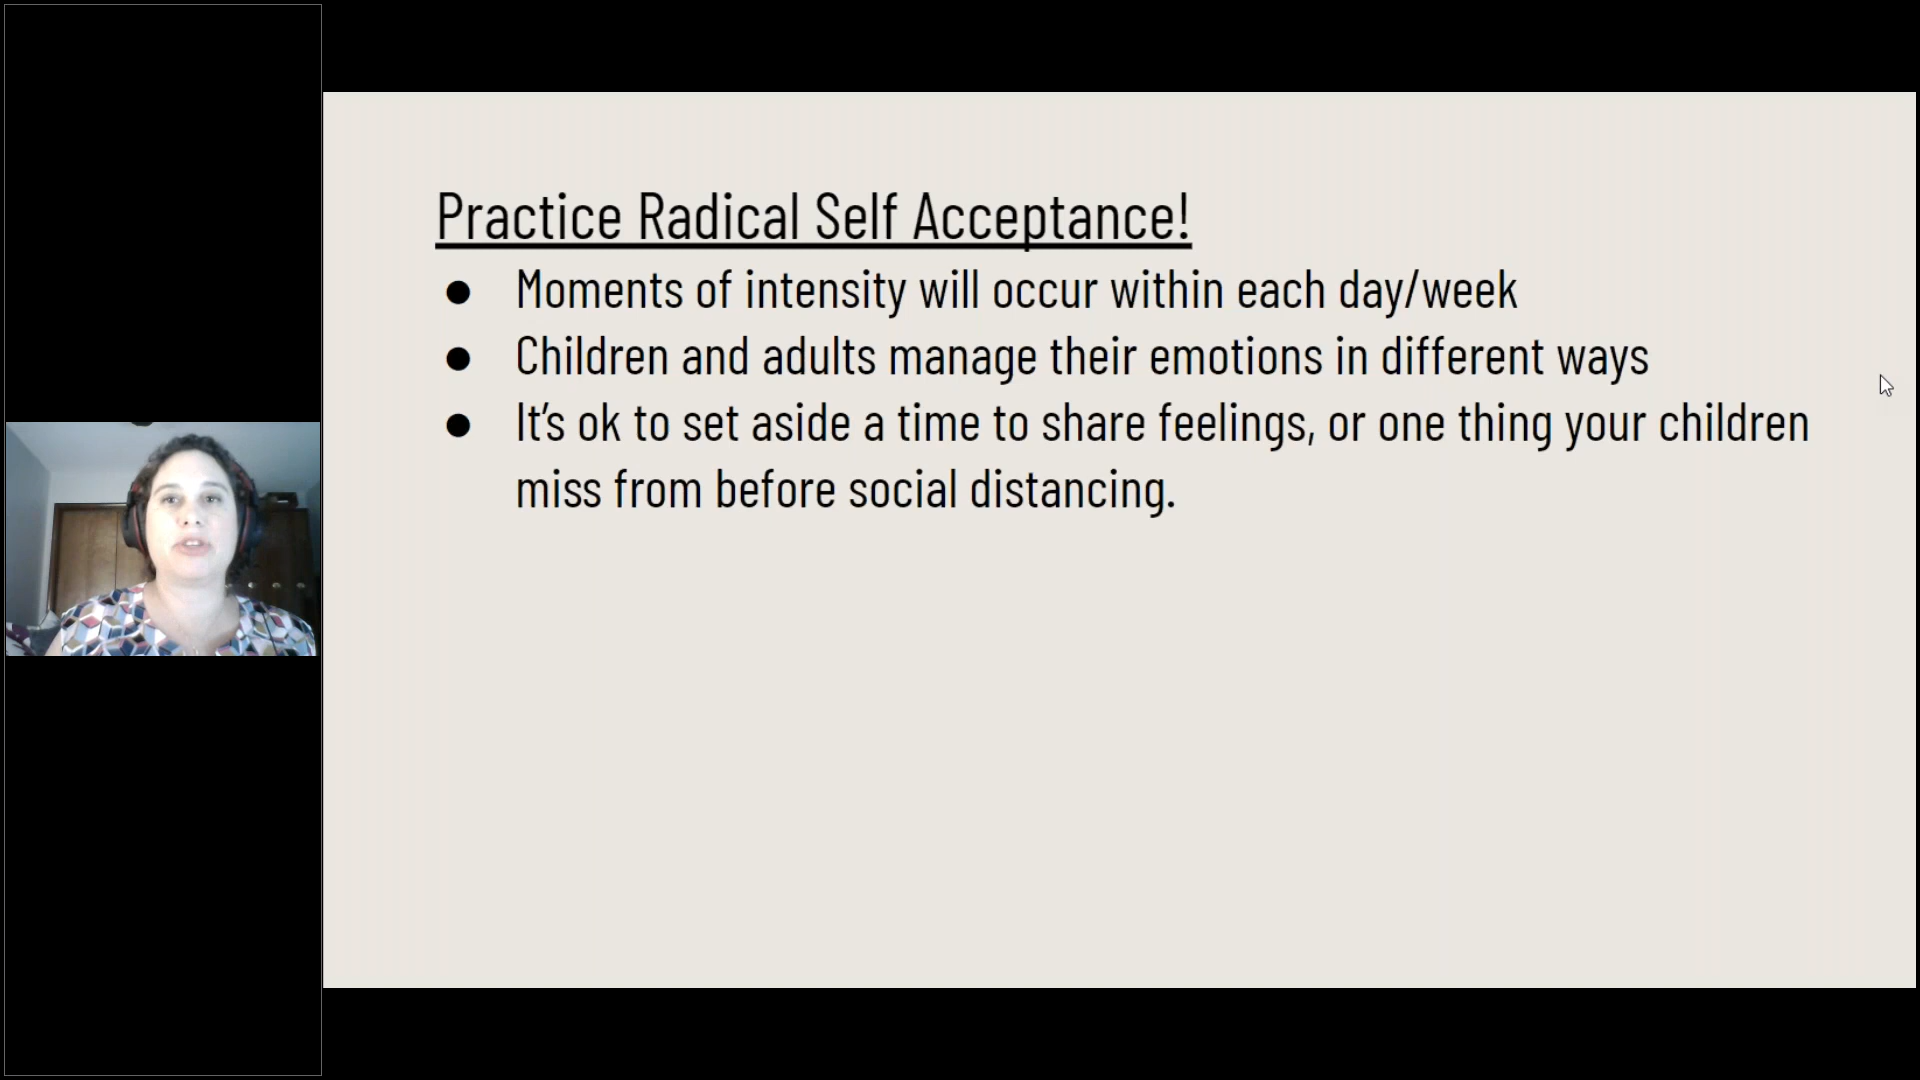 Practice Radical Self Acceptance!
● Moments of intensity will occur within each day/week
● Children and adults manage their emotions in different ways
● It’s ok to set aside a time to share feelings, or one thing your children
miss from before social distancing.